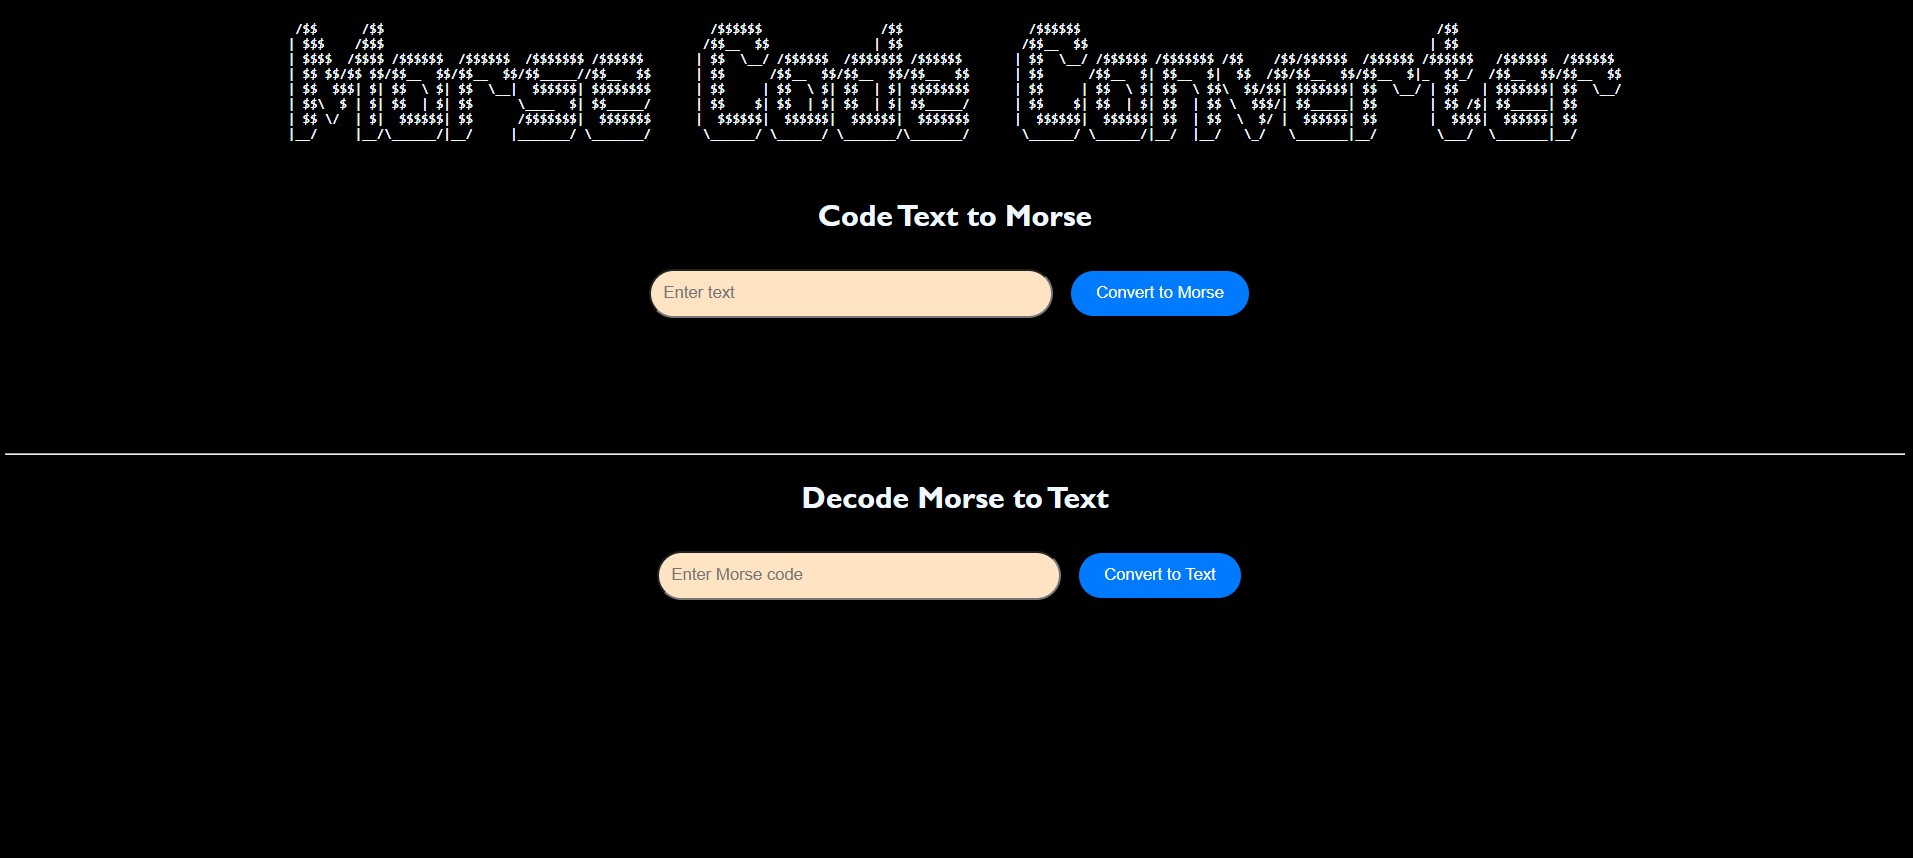 Morse Code Converter
Code Text to Morse
Enter text
Convert to Morse
Decode Morse to Text
Enter Morse code
Convert to Text